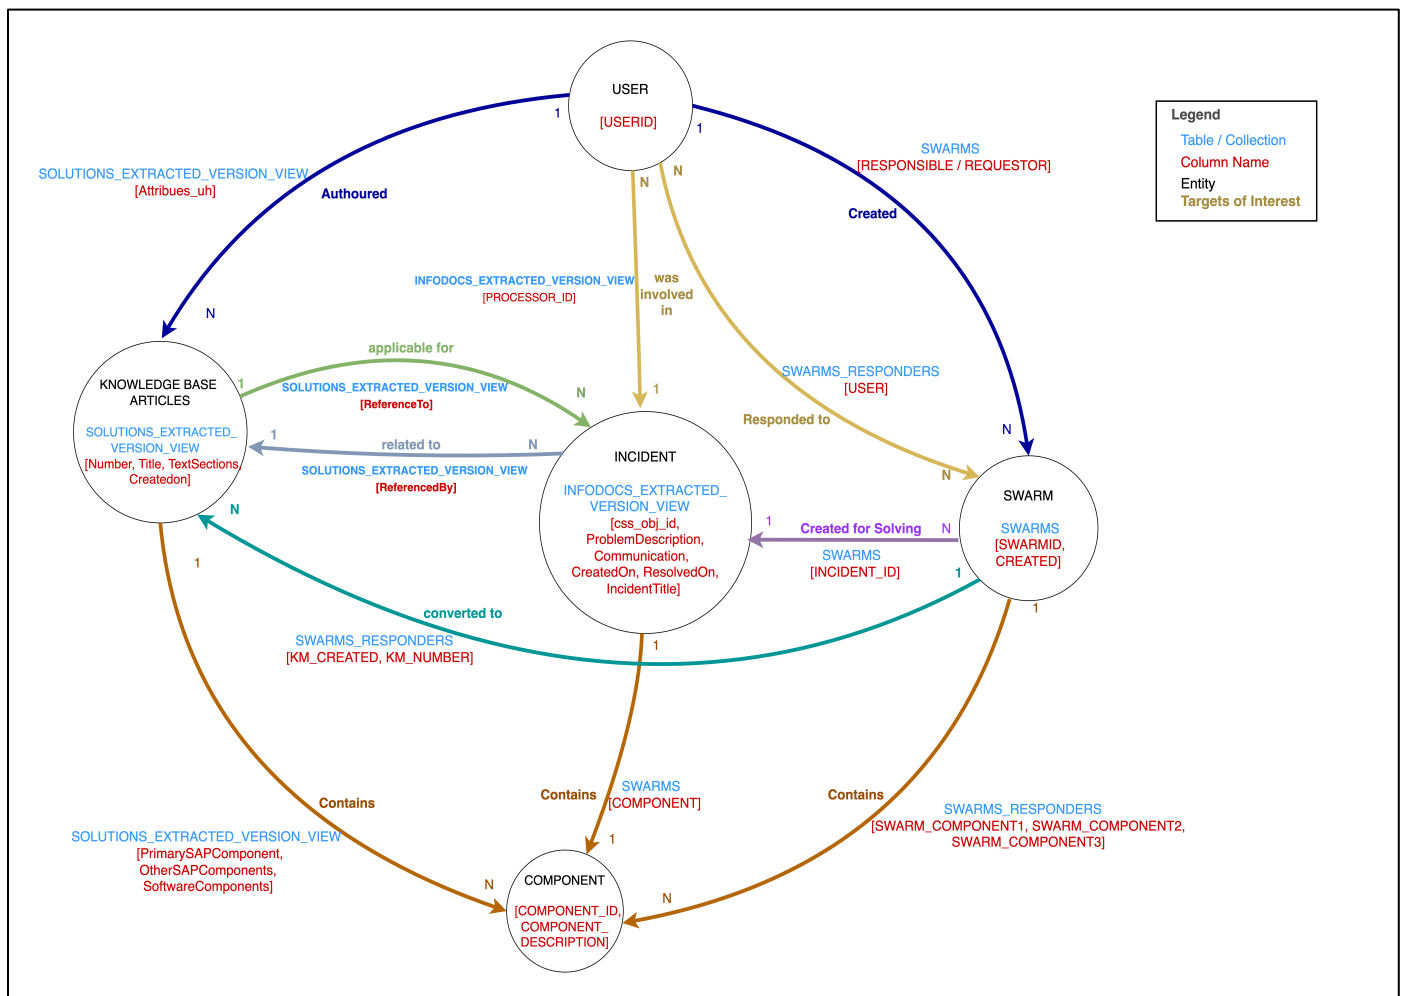 USER
[USERID]
1
1
N
N
Legend
Table / Collection
Column Name
Entity
Targets of Interest
SWARMS
[RESPONSIBLE / REQUESTOR]
Created
SOLUTIONS_EXTRACTED_VERSION_VIEW
[Attribues_uh]
Authoured
INFODOCS_EXTRACTED_VERSION_VIEW
[PROCESSOR_ID]
was
involved
in
N
applicable for
1
SOLUTIONS_EXTRACTED_VERSION_VIEW
[ReferenceTo]
N
1
SWARMS_RESPONDERS
[USER]
Responded to
N
N
KNOWLEDGE BASE
ARTICLES
SOLUTIONS_EXTRACTED_
VERSION_VIEW
[Number, Title, TextSections,
Createdon]
1
related to
N
SOLUTIONS_EXTRACTED_VERSION_VIEW
[ReferencedBy]
INCIDENT
INFODOCS_EXTRACTED_
VERSION_VIEW
[css_obj_id,
ProblemDescription,
Communication,
CreatedOn, ResolvedOn,
IncidentTitle]
SWARM
SWARMS
[SWARMID,
CREATED]
1
Created for Solving
N
SWARMS
[INCIDENT_ID]
N
1
1
converted to
SWARMS_RESPONDERS
[KM_CREATED, KM_NUMBER]
1
1
Contains
SOLUTIONS_EXTRACTED_VERSION_VIEW
[PrimarySAPComponent,
OtherSAPComponents,
SoftwareComponents]
N
Contains
SWARMS
[COMPONENT]
1
Contains
SWARMS_RESPONDERS
[SWARM_COMPONENT1, SWARM_COMPONENT2,
SWARM_COMPONENT3]
N
COMPONENT
[COMPONENT_ID,
COMPONENT_
DESCRIPTION]